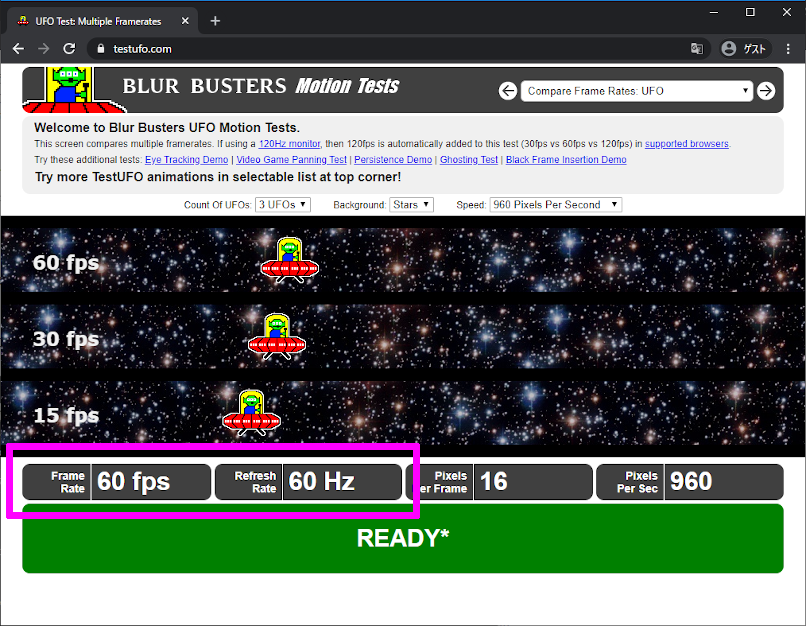 UFO Test: Multiple Framerates
testufo.com
ゲスト
BLUR BUSTERS Motion Tests
Compare Frame Rates: UFO
Welcome to Blur Busters UFO Motion Tests.
This screen compares multiple framerates. If using a 120Hz monitor, then 120fps is automatically added to this test (30fps vs 60fps vs 120fps) in supported browsers.
Try these additional tests: Eye Tracking Demo | Video Game Panning Test | Persistence Demo | Ghosting Test | Black Frame Insertion Demo
Try more TestUFO animations in selectable list at top corner!
Count Of UFOs: 3 UFOs Background: Stars Speed: 960 Pixels Per Second
60 fps
30 fps
15 fps
Frame
Rate
60 fps
Refresh
Rate
60 Hz
Pixels
Per Frame
16
Pixels
Per Sec
960
READY*